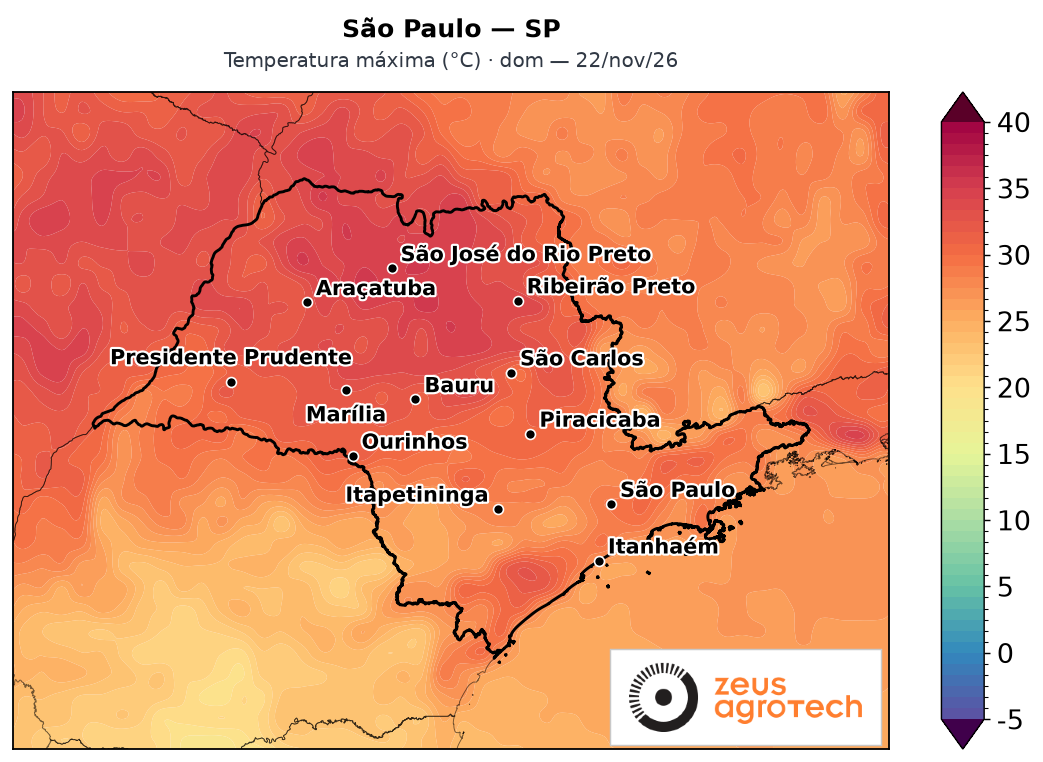 São Paulo — SP
Temperatura máxima (°C) · dom — 22/nov/26
São José do Rio Preto
Araçatuba
Ribeirão Preto
Presidente Prudente
São Carlos
Bauru
Marília
Piracicaba
Ourinhos
Itapetininga
São Paulo
Itanhaém
40
35
30
25
20
15
10
5
0
-5
zeus
agrotech